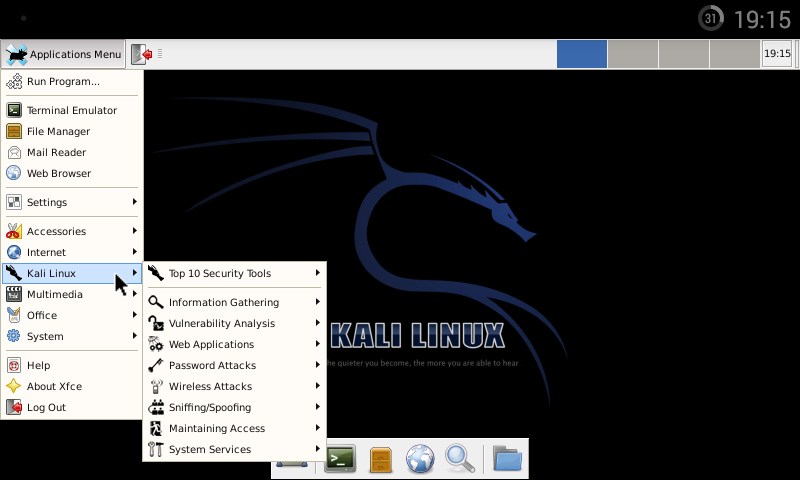 31 19:15
Applications Menu
19:15
Run Program...
Terminal Emulator
File Manager
Mail Reader
Web Browser
Settings
Accessories
Internet
Kali Linux
Multimedia
Office
System
Help
About Xfce
Log Out
Top 10 Security Tools
Information Gathering
Vulnerability Analysis
Web Applications
Password Attacks
Wireless Attacks
Sniffing/Spoofing
Maintaining Access
System Services
KALI LINUX
he quieter you become, the more you are able to hear.